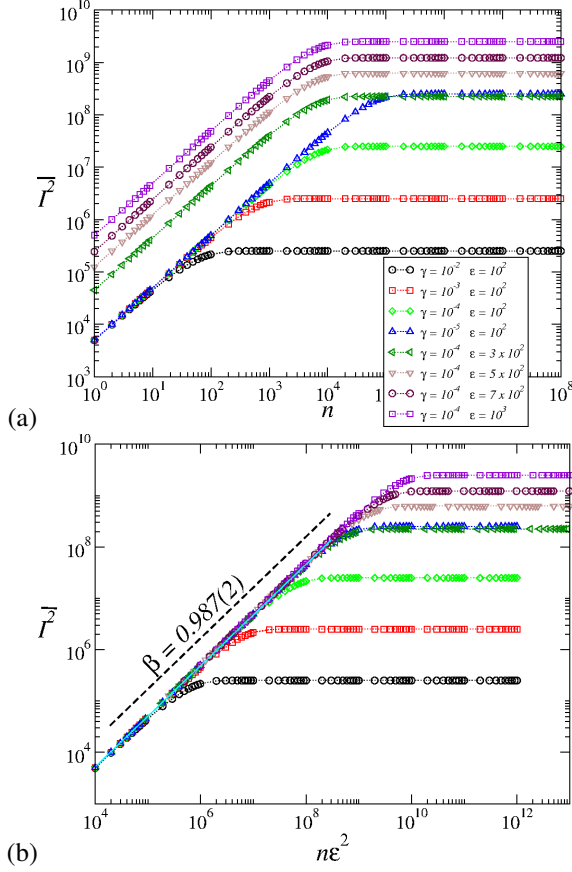 (a)
10^10
10^9
10^8
10^7
10^6
10^5
10^4
10^3
I^2
10^0 10^1 10^2 10^3 10^4 10^8
n
γ = 10^-2 ε = 10^2
γ = 10^-3 ε = 10^2
γ = 10^-4 ε = 10^2
γ = 10^-5 ε = 10^2
γ = 10^-4 ε = 3 x 10^2
γ = 10^-4 ε = 5 x 10^2
γ = 10^-4 ε = 7 x 10^2
γ = 10^-4 ε = 10^3
(b)
10^10
10^8
10^6
10^4
I^2
β = 0.987(2)
10^4 10^6 10^8 10^10 10^12
nε^2